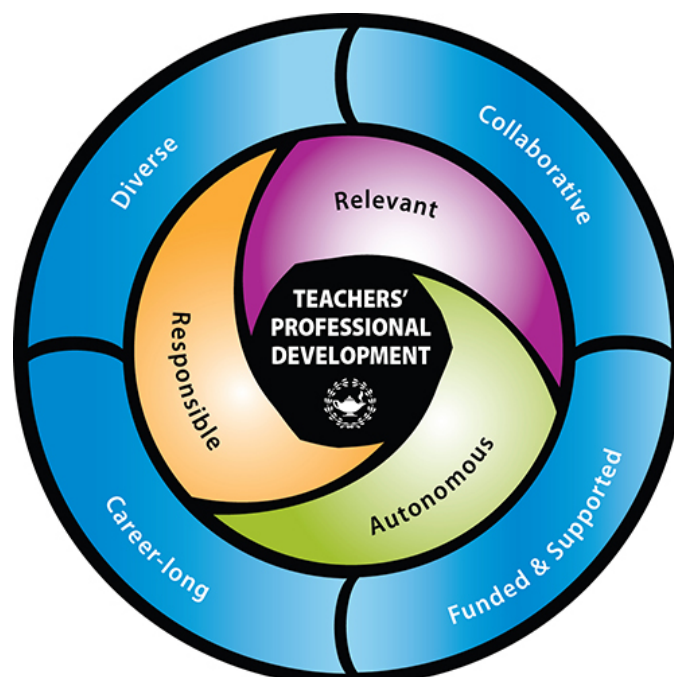 Diverse
Collaborative
Relevant
TEACHERS'
PROFESSIONAL
DEVELOPMENT
Responsible
Autonomous
Career-long
Funded & Supported